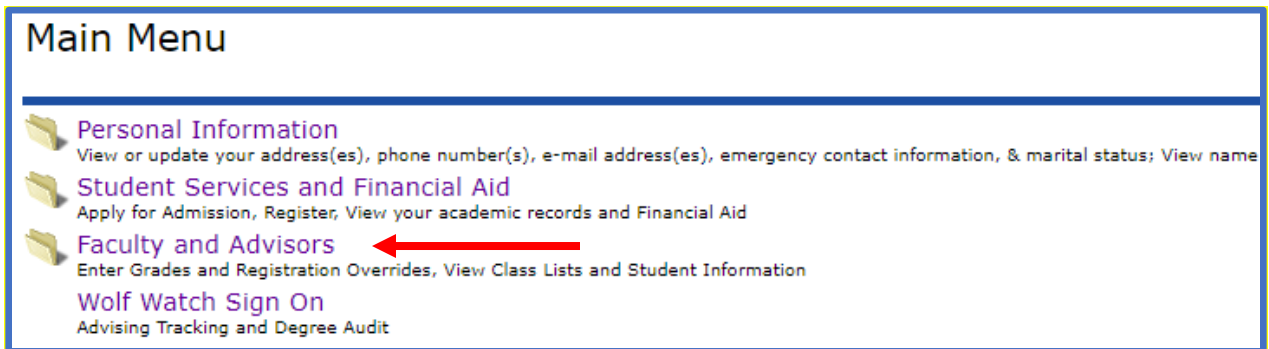 Main Menu
Personal Information
View or update your address(es), phone number(s), e-mail address(es), emergency contact information, & marital status; View name
Student Services and Financial Aid
Apply for Admission, Register, View your academic records and Financial Aid
Faculty and Advisors
Enter Grades and Registration Overrides, View Class Lists and Student Information
Wolf Watch Sign On
Advising Tracking and Degree Audit